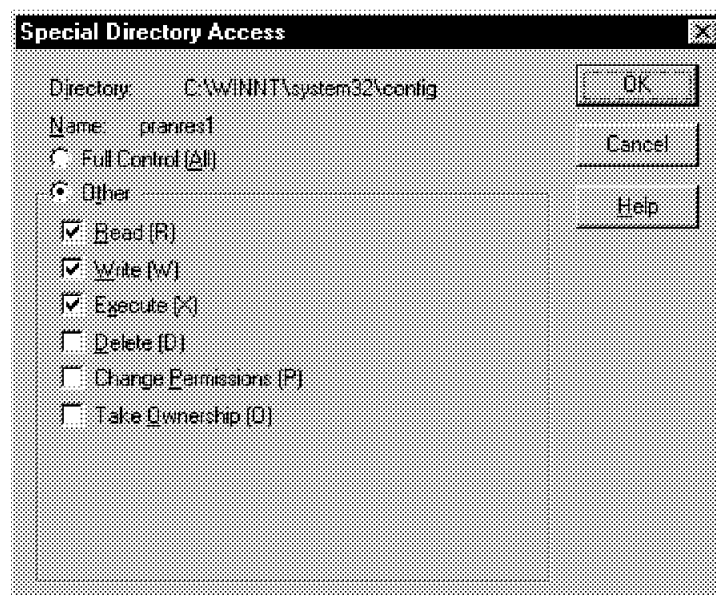 Special Directory Access
Directory: C:\WINNT\system32\config
OK
Name: pranres1
Full Control (All)
Cancel
Other
Help
Read (R)
Write (W)
Execute (X)
Delete (D)
Change Permissions (P)
Take Ownership (O)